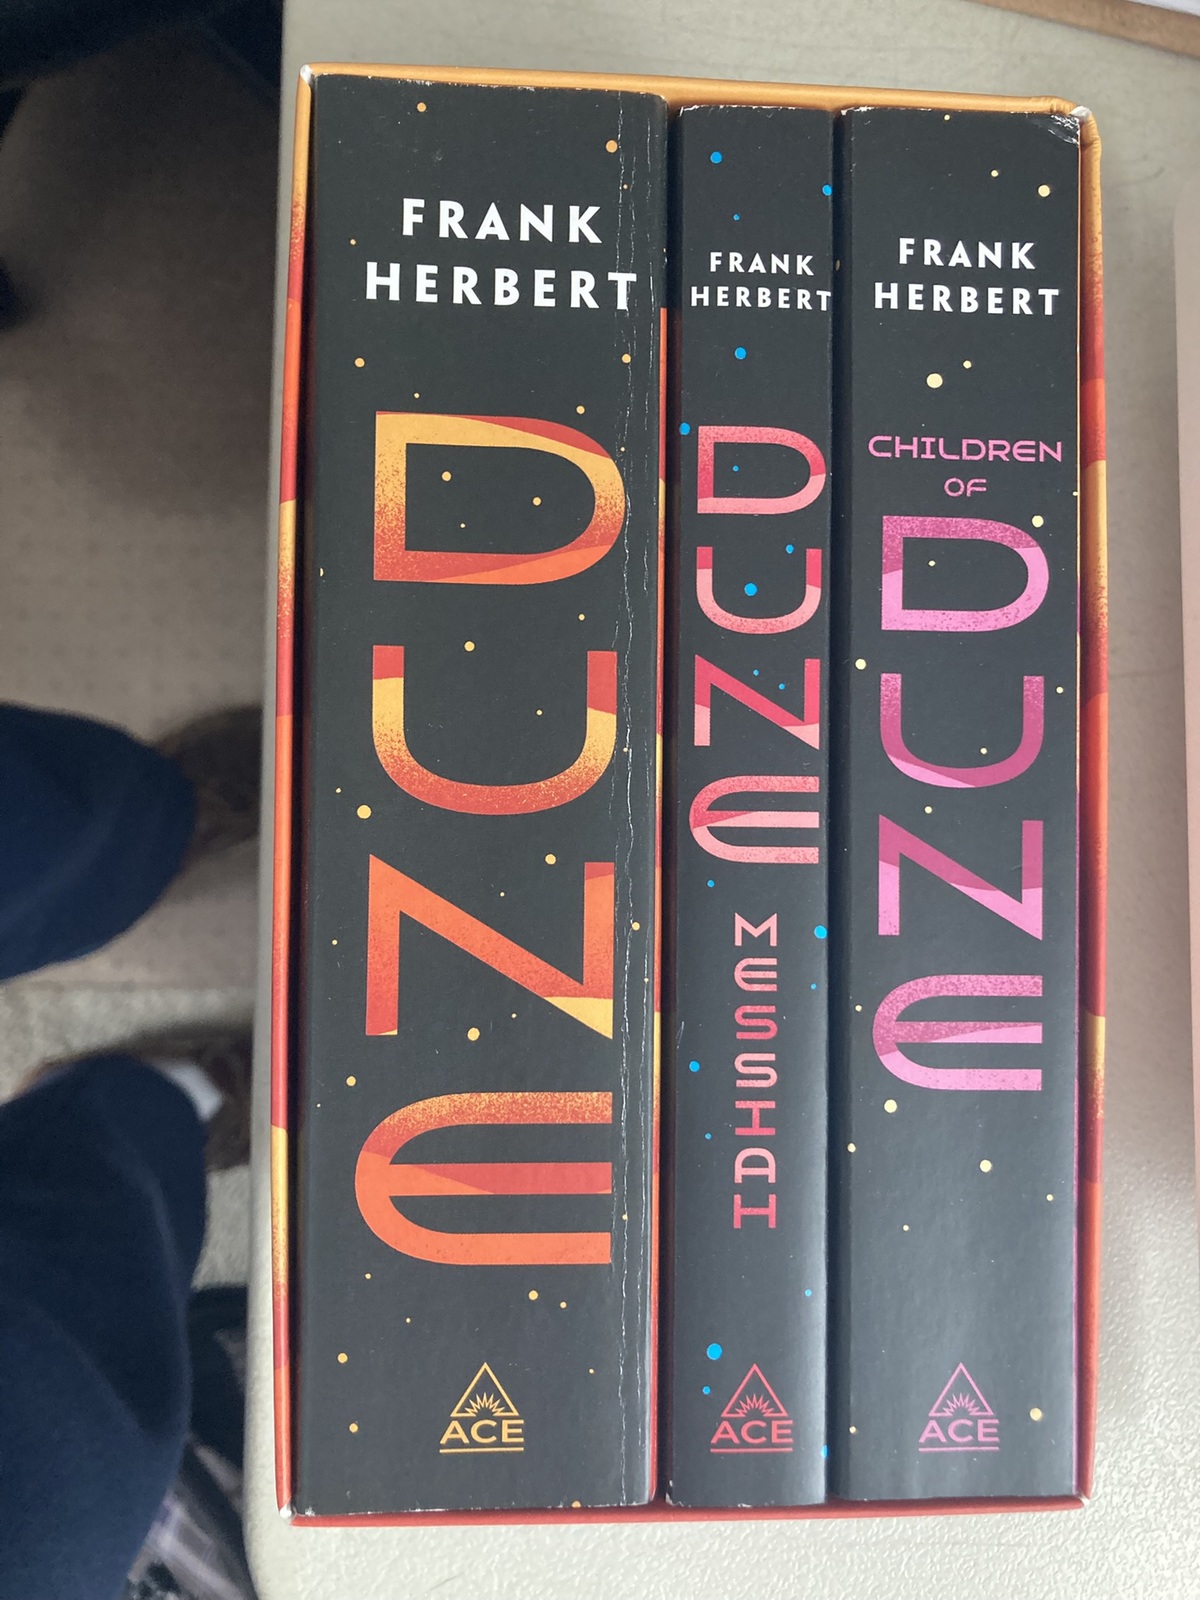 FRANK
HERBERT
DUNE
ACE
FRANK
HERBERT
DUNE
MESSIAH
ACE
FRANK
HERBERT
CHILDREN
OF
DUNE
ACE